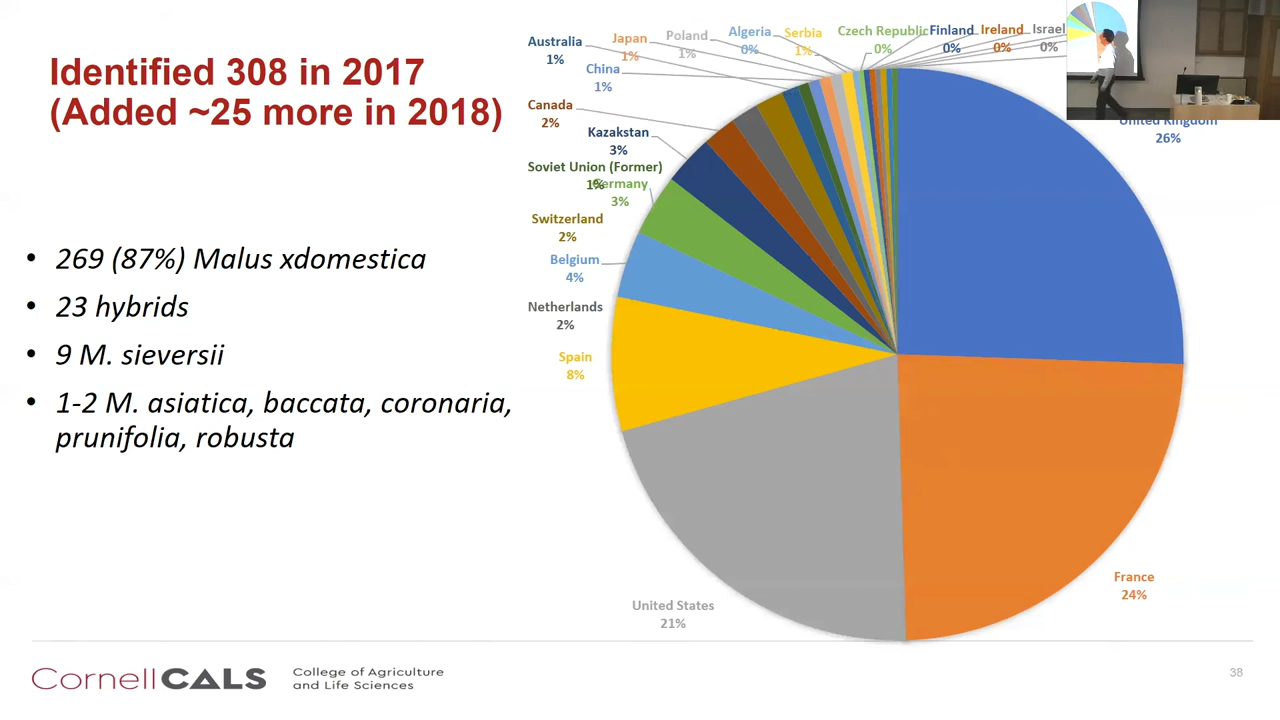 Identified 308 in 2017
(Added ~25 more in 2018)
• 269 (87%) Malus xdomestica
• 23 hybrids
• 9 M. sieversii
• 1-2 M. asiatica, baccata, coronaria,
prunifolia, robusta
Australia
1%
Japan
1%
Poland
1%
Algeria
0%
Serbia
1%
Czech Republic
0%
Finland
0%
Ireland
0%
Israel
0%
China
1%
Canada
2%
Kazakstan
3%
Soviet Union (Former)
1%
Germany
3%
Switzerland
2%
Belgium
4%
Netherlands
2%
Spain
8%
United States
21%
France
24%
United Kingdom
26%
CornellCALS
College of Agriculture
and Life Sciences
38